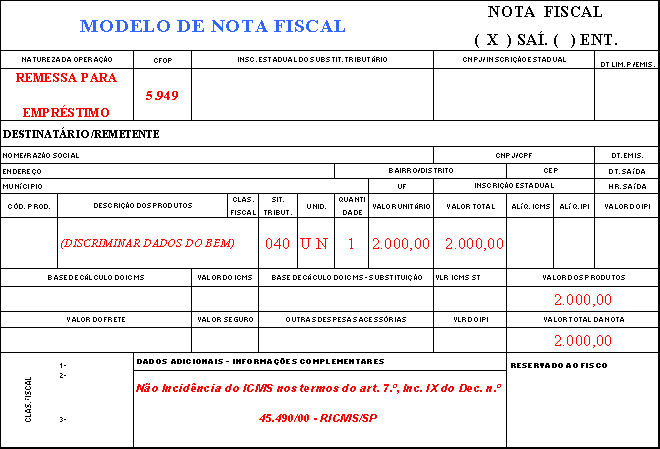 MODELO DE NOTA FISCAL
NOTA FISCAL
( X ) SAÍ. ( ) ENT.
NATUREZA DA OPERAÇÃO CFOP INSC. ESTADUAL DO SUBSTIT. TRIBUTÁRIO CNPJ/INSCRIÇÃO ESTADUAL DT LIM. P/EMIS.
REMESSA PARA
EMPRÉSTIMO
5.949
DESTINATÁRIO/REMETENTE
NOME/RAZÃO SOCIAL CNPJ/CPF DT. EMIS.
ENDEREÇO BAIRRO/DISTRITO CEP DT. SAÍDA
MUNÍCIPIO UF INSCRIÇÃO ESTADUAL HR. SAÍDA
CÓD. PROD. DESCRIÇÃO DOS PRODUTOS CLAS. FISCAL SIT. TRIBUT. UNID. QUANTI DADE VALOR UNITÁRIO VALOR TOTAL ALÍQ. ICMS ALÍQ. IPI VALOR DO IPI
(DISCRIMINAR DADOS DO BEM) 040 UN 1 2.000,00 2.000,00
BASE DE CÁLCULO DO ICMS VALOR DO ICMS BASE DE CÁCULO DO ICMS - SUBSTITUIÇÃO VLR ICMS ST VALOR DOS PRODUTOS
2.000,00
VALOR DO FRETE VALOR SEGURO OUTRAS DESPESAS ACESSÓRIAS VLR DO IPI VALOR TOTAL DA NOTA
2.000,00
CLAS. FISCAL
1-
2-
3-
DADOS ADICIONAIS - INFORMAÇÕES COMPLEMENTARES
Não Incidência do ICMS nos termos do art. 7.º, Inc. IX do Dec. n.º
45.490/00 - RICMS/SP
RESERVADO AO FISCO